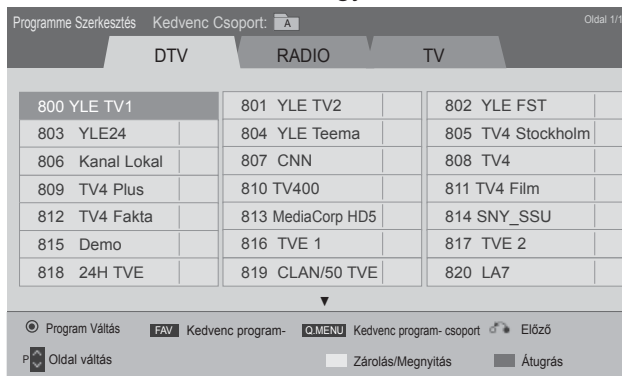 Programme Szerkesztés Kedvenc Csoport: A Oldal 1/1
DTV RADIO TV
800 YLE TV1 801 YLE TV2 802 YLE FST
803 YLE24 804 YLE Teema 805 TV4 Stockholm
806 Kanal Lokal 807 CNN 808 TV4
809 TV4 Plus 810 TV400 811 TV4 Film
812 TV4 Fakta 813 MediaCorp HD5 814 SNY_SSU
815 Demo 816 TVE 1 817 TVE 2
818 24H TVE 819 CLAN/50 TVE 820 LA7
Program Váltás FAV Kedvenc program- Q.MENU Kedvenc program- csoport Előző
P Oldal váltás Zárolás/Megnyitás Átugrás